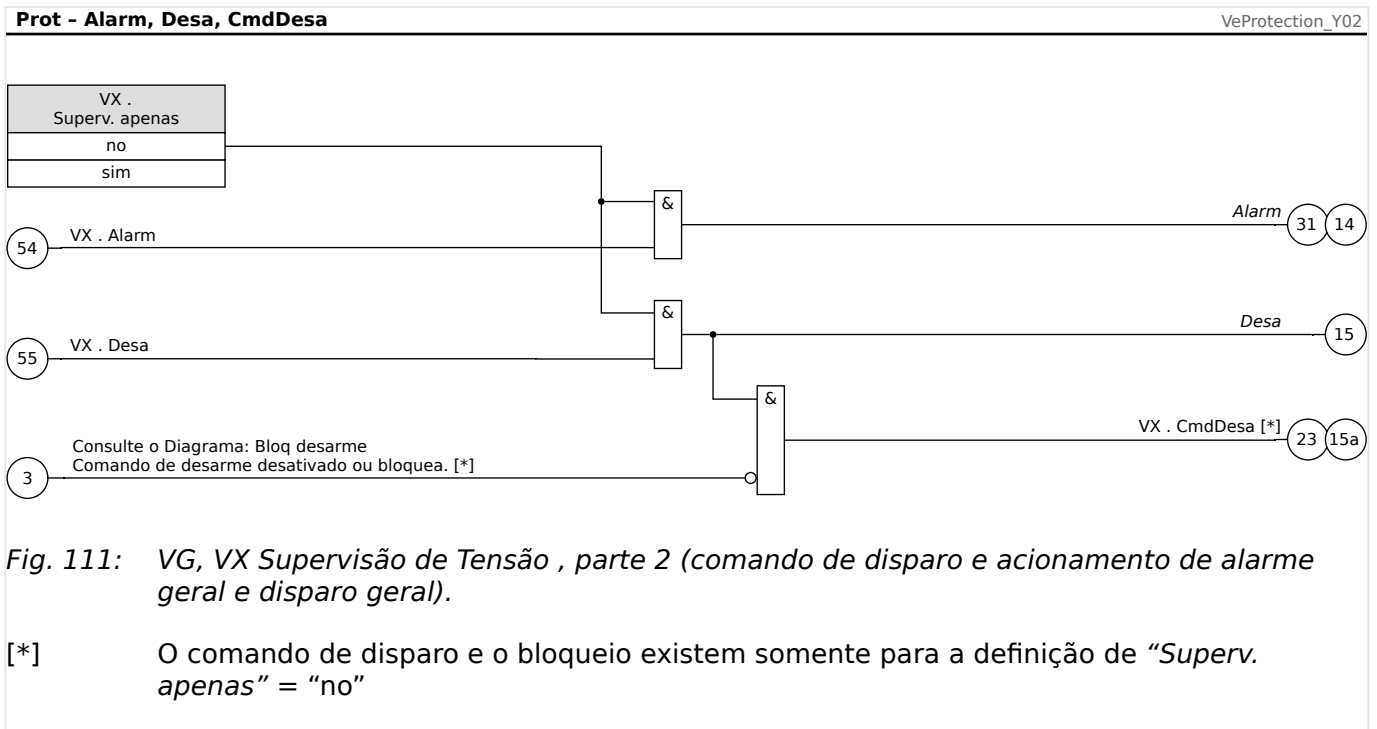 Prot – Alarm, Desa, CmdDesa
VeProtection_Y02
VX .
Superv. apenas
no
sim
&
Alarm
31
14
54
VX . Alarm
&
Desa
15
55
VX . Desa
&
VX . CmdDesa [*]
23
15a
Consulte o Diagrama: Bloq desarme
Comando de desarme desativado ou bloquea. [*]
3
Fig. 111: VG, VX Supervisão de Tensão , parte 2 (comando de disparo e acionamento de alarme
geral e disparo geral).
[*] O comando de disparo e o bloqueio existem somente para a definição de “Superv.
apenas” = “no”